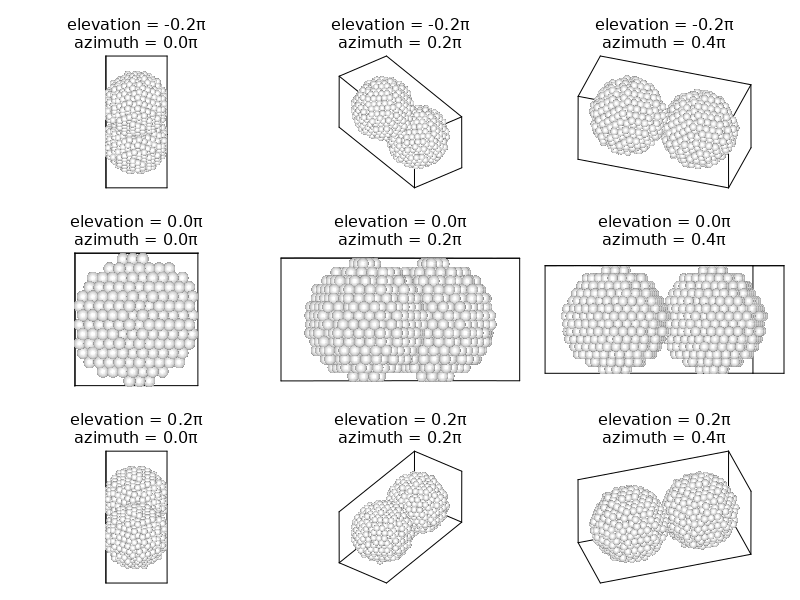 elevation = -0.2π
azimuth = 0.0π
elevation = -0.2π
azimuth = 0.2π
elevation = -0.2π
azimuth = 0.4π
elevation = 0.0π
azimuth = 0.0π
elevation = 0.0π
azimuth = 0.2π
elevation = 0.0π
azimuth = 0.4π
elevation = 0.2π
azimuth = 0.0π
elevation = 0.2π
azimuth = 0.2π
elevation = 0.2π
azimuth = 0.4π